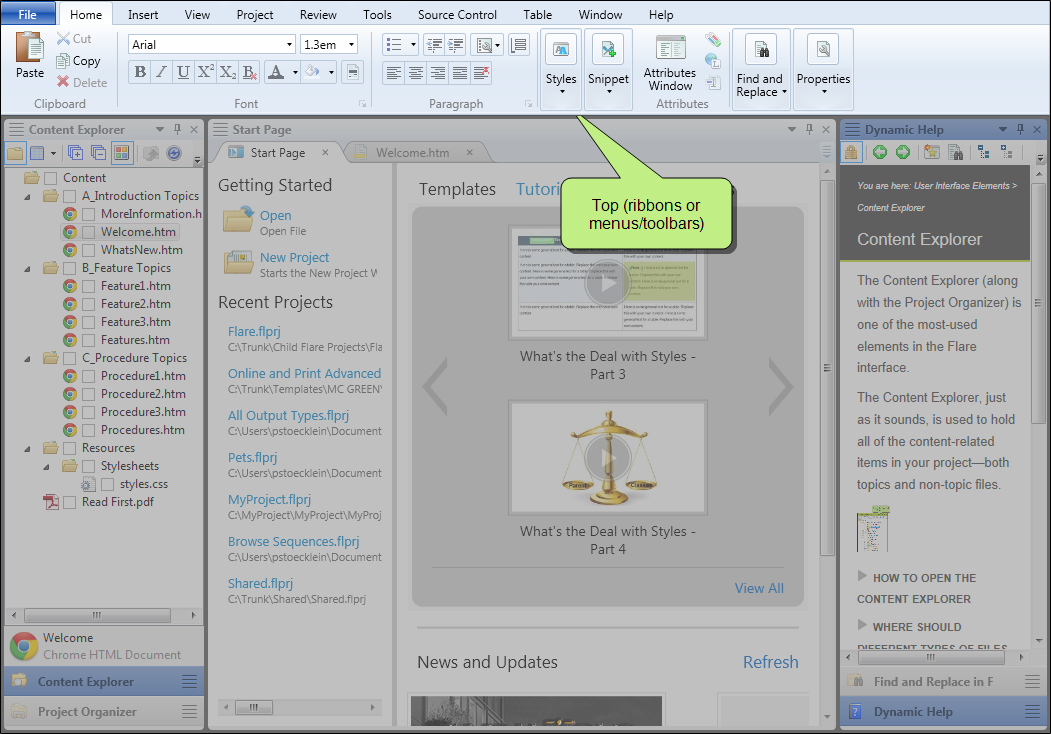 File Home Insert View Project Review Tools Source Control Table Window Help
Paste
Cut
Copy
Delete
Clipboard
Arial 1.3em
B I U X² X₂ B A
Font
Paragraph
Styles
Snippet
Attributes
Window
Attributes
Find and
Replace
Properties
Top (ribbons or
menus/toolbars)
Content Explorer
Content
A_Introduction Topics
MoreInformation.h
Welcome.htm
WhatsNew.htm
B_Feature Topics
Feature1.htm
Feature2.htm
Feature3.htm
Features.htm
C_Procedure Topics
Procedure1.htm
Procedure2.htm
Procedure3.htm
Procedures.htm
Resources
Stylesheets
styles.css
Read First.pdf
Welcome
Chrome HTML Document
Content Explorer
Project Organizer
Start Page
Start Page Welcome.htm
Getting Started
Open
Open File
New Project
Starts the New Project W
Recent Projects
Flare.flprj
C:\Trunk\Child Flare Projects\Fla
Online and Print Advanced
C:\Trunk\Templates\MC GREEN
All Output Types.flprj
C:\Users\pstoecklein\Document
Pets.flprj
C:\Users\pstoecklein\Document
MyProject.flprj
C:\MyProject\MyProject\MyProj
Browse Sequences.flprj
C:\Users\pstoecklein\Document
Shared.flprj
C:\Trunk\Shared\Shared.flprj
Templates Tutori
What's the Deal with Styles -
Part 3
What's the Deal with Styles -
Part 4
View All
News and Updates Refresh
Dynamic Help
You are here: User Interface Elements >
Content Explorer
Content Explorer
The Content Explorer (along
with the Project Organizer) is
one of the most-used
elements in the Flare
interface.
The Content Explorer, just
as it sounds, is used to hold
all of the content-related
items in your project—both
topics and non-topic files.
HOW TO OPEN THE
CONTENT EXPLORER
WHERE SHOULD
DIFFERENT TYPES OF FILES
Find and Replace in F
Dynamic Help